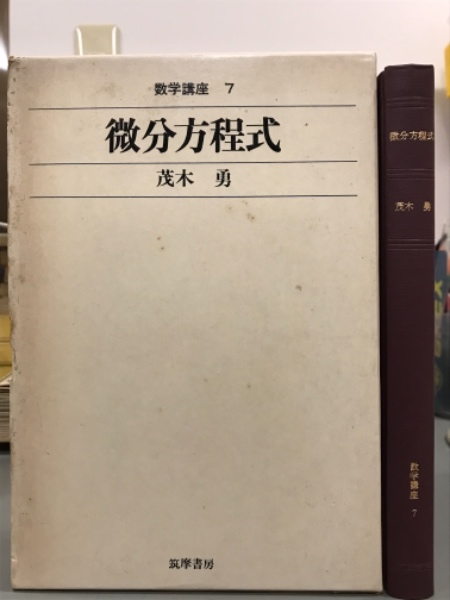 数学講座 7
微分方程式
茂木 勇
筑摩書房
微分方程式
茂木 勇
数学講座 7